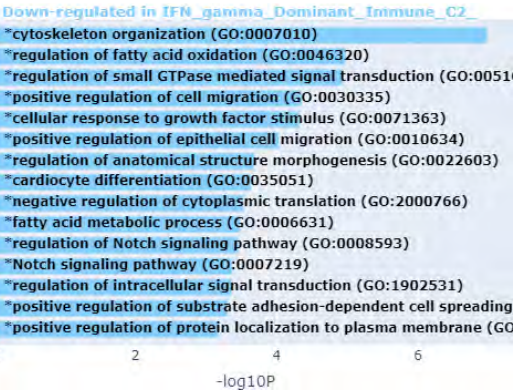 Down-regulated in IFN_gamma_Dominant_Immune_C2_
*cytoskeleton organization (GO:0007010)
*regulation of fatty acid oxidation (GO:0046320)
*regulation of small GTPase mediated signal transduction (GO:0051
*positive regulation of cell migration (GO:0030335)
*cellular response to growth factor stimulus (GO:0071363)
*positive regulation of epithelial cell migration (GO:0010634)
*regulation of anatomical structure morphogenesis (GO:0022603)
*cardiocyte differentiation (GO:0035051)
*negative regulation of cytoplasmic translation (GO:2000766)
*fatty acid metabolic process (GO:0006631)
*regulation of Notch signaling pathway (GO:0008593)
*Notch signaling pathway (GO:0007219)
*regulation of intracellular signal transduction (GO:1902531)
*positive regulation of substrate adhesion-dependent cell spreading
*positive regulation of protein localization to plasma membrane (GO
2 4 6
-log10P